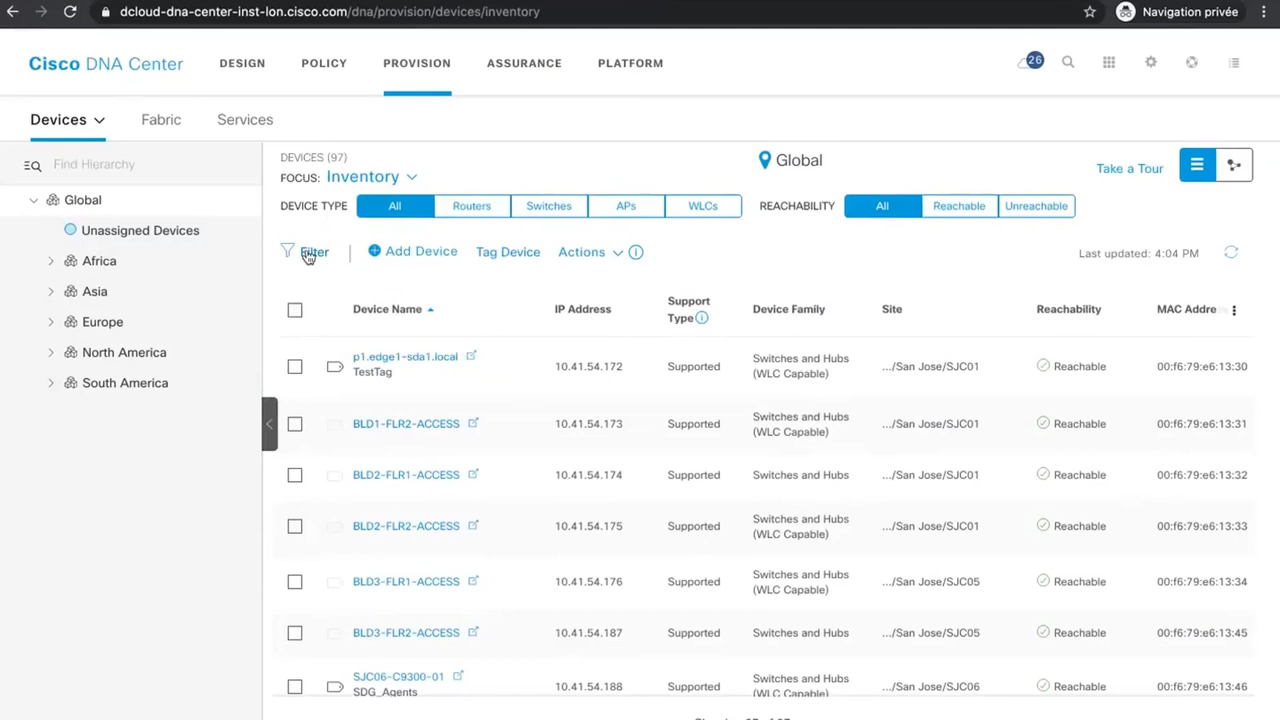 dcloud-dna-center-inst-lon.cisco.com/dna/provision/devices/inventory
Navigation privée
Cisco DNA Center
DESIGN
POLICY
PROVISION
ASSURANCE
PLATFORM
26
Devices
Fabric
Services
Find Hierarchy
Global
Unassigned Devices
Africa
Asia
Europe
North America
South America
DEVICES (97)
FOCUS: Inventory
Global
Take a Tour
DEVICE TYPE All Routers Switches APs WLCs
REACHABILITY All Reachable Unreachable
Filter
Add Device
Tag Device
Actions
Last updated: 4:04 PM
Device Name IP Address Support Type Device Family Site Reachability MAC Addre
p1.edge1-sda1.local TestTag 10.41.54.172 Supported Switches and Hubs (WLC Capable) .../San Jose/SJC01 Reachable 00:f6:79:e6:13:30
BLD1-FLR2-ACCESS 10.41.54.173 Supported Switches and Hubs (WLC Capable) .../San Jose/SJC01 Reachable 00:f6:79:e6:13:31
BLD2-FLR1-ACCESS 10.41.54.174 Supported Switches and Hubs .../San Jose/SJC01 Reachable 00:f6:79:e6:13:32
BLD2-FLR2-ACCESS 10.41.54.175 Supported Switches and Hubs (WLC Capable) .../San Jose/SJC01 Reachable 00:f6:79:e6:13:33
BLD3-FLR1-ACCESS 10.41.54.176 Supported Switches and Hubs (WLC Capable) .../San Jose/SJC05 Reachable 00:f6:79:e6:13:34
BLD3-FLR2-ACCESS 10.41.54.187 Supported Switches and Hubs .../San Jose/SJC05 Reachable 00:f6:79:e6:13:45
SJC06-C9300-01 SDG_Agents 10.41.54.188 Supported Switches and Hubs (WLC Capable) .../San Jose/SJC06 Reachable 00:f6:79:e6:13:46